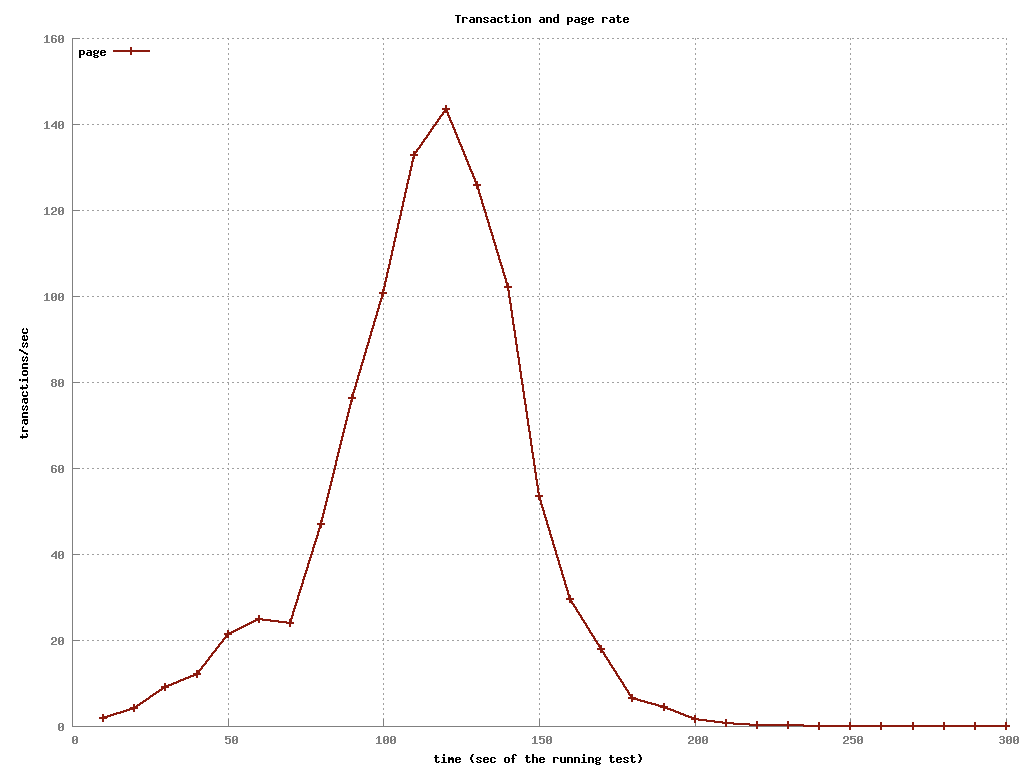 Transaction and page rate
160
page
140
120
100
80
60
40
20
0
transactions/sec
0 50 100 150 200 250 300
time (sec of the running test)